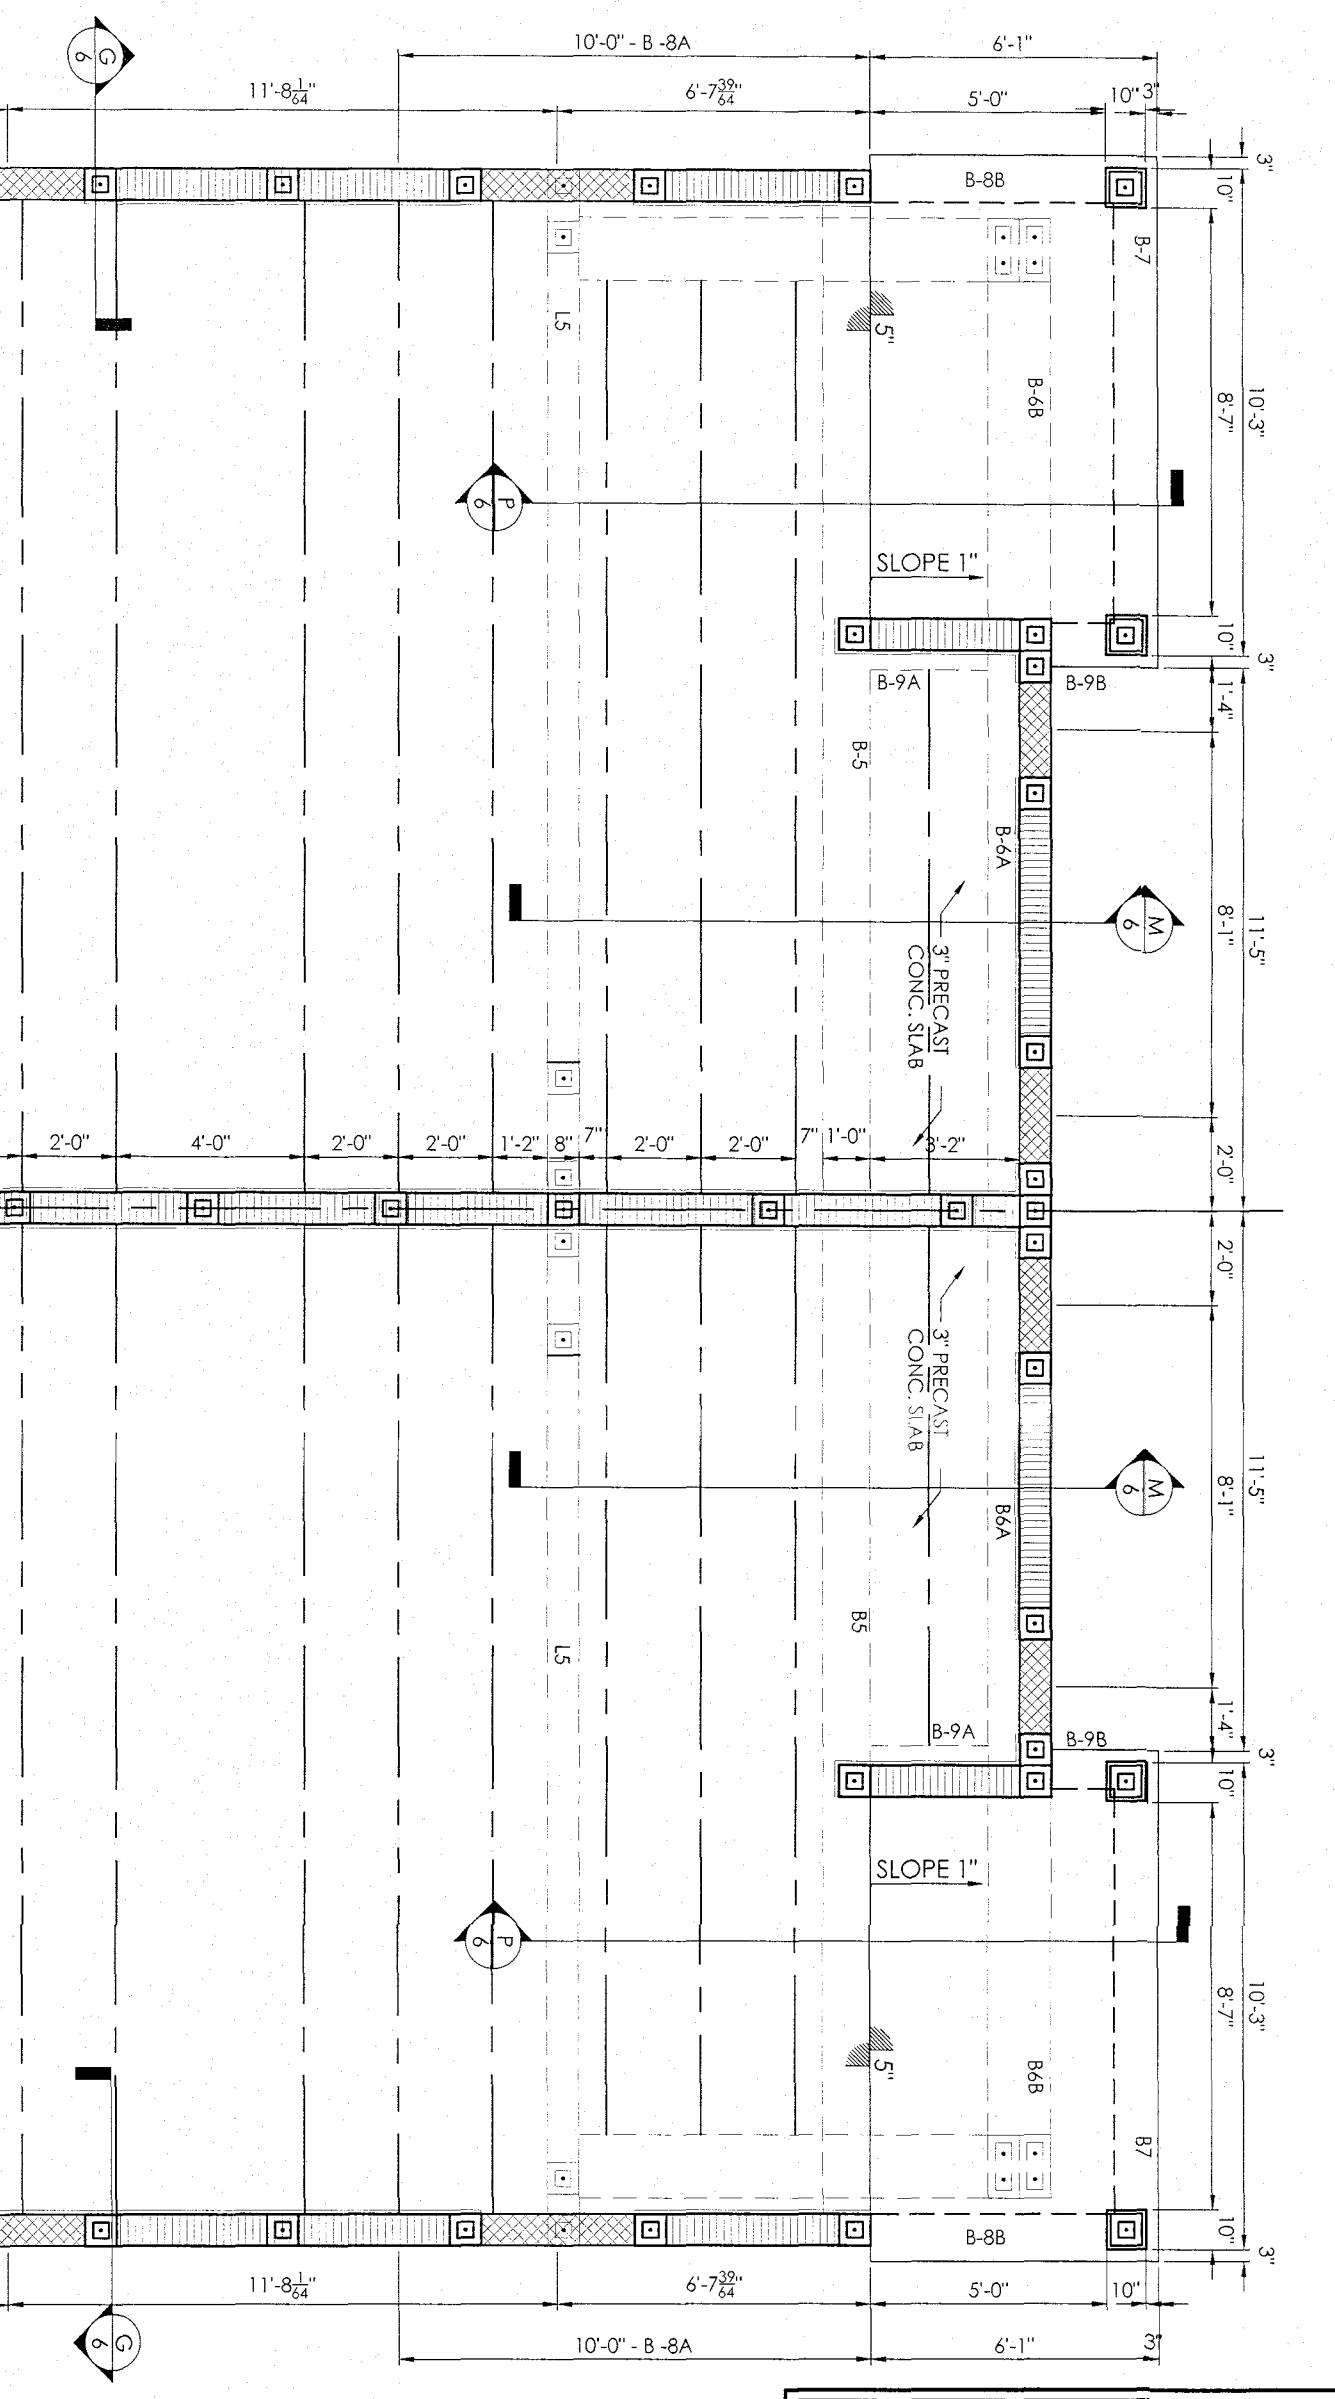 10'-0" - B -8A
6'-1"
11'-8 1/64"
6'-7 39/64"
5'-0"
10"
3"
G
6
3"
10"
B-8B
B-7
L5
5"
B-6B
8'-7"
10'-3"
P
6
SLOPE 1"
10"
3"
B-9A
B-9B
1'-4"
B-5
B-6A
M
6
8'-1"
11'-5"
3" PRECAST
CONC. SLAB
2'-0"
4'-0"
2'-0"
2'-0"
1'-2"
8"
7"
2'-0"
2'-0"
7"
1'-0"
3'-2"
2'-0"
2'-0"
3" PRECAST
CONC. SLAB
M
6
8'-1"
11'-5"
B6A
B5
L5
1'-4"
B-9A
B-9B
3"
10"
SLOPE 1"
P
6
8'-7"
10'-3"
5"
B6B
B7
B-8B
10"
3"
11'-8 1/64"
6'-7 39/64"
5'-0"
10"
G
6
10'-0" - B -8A
6'-1"
3"